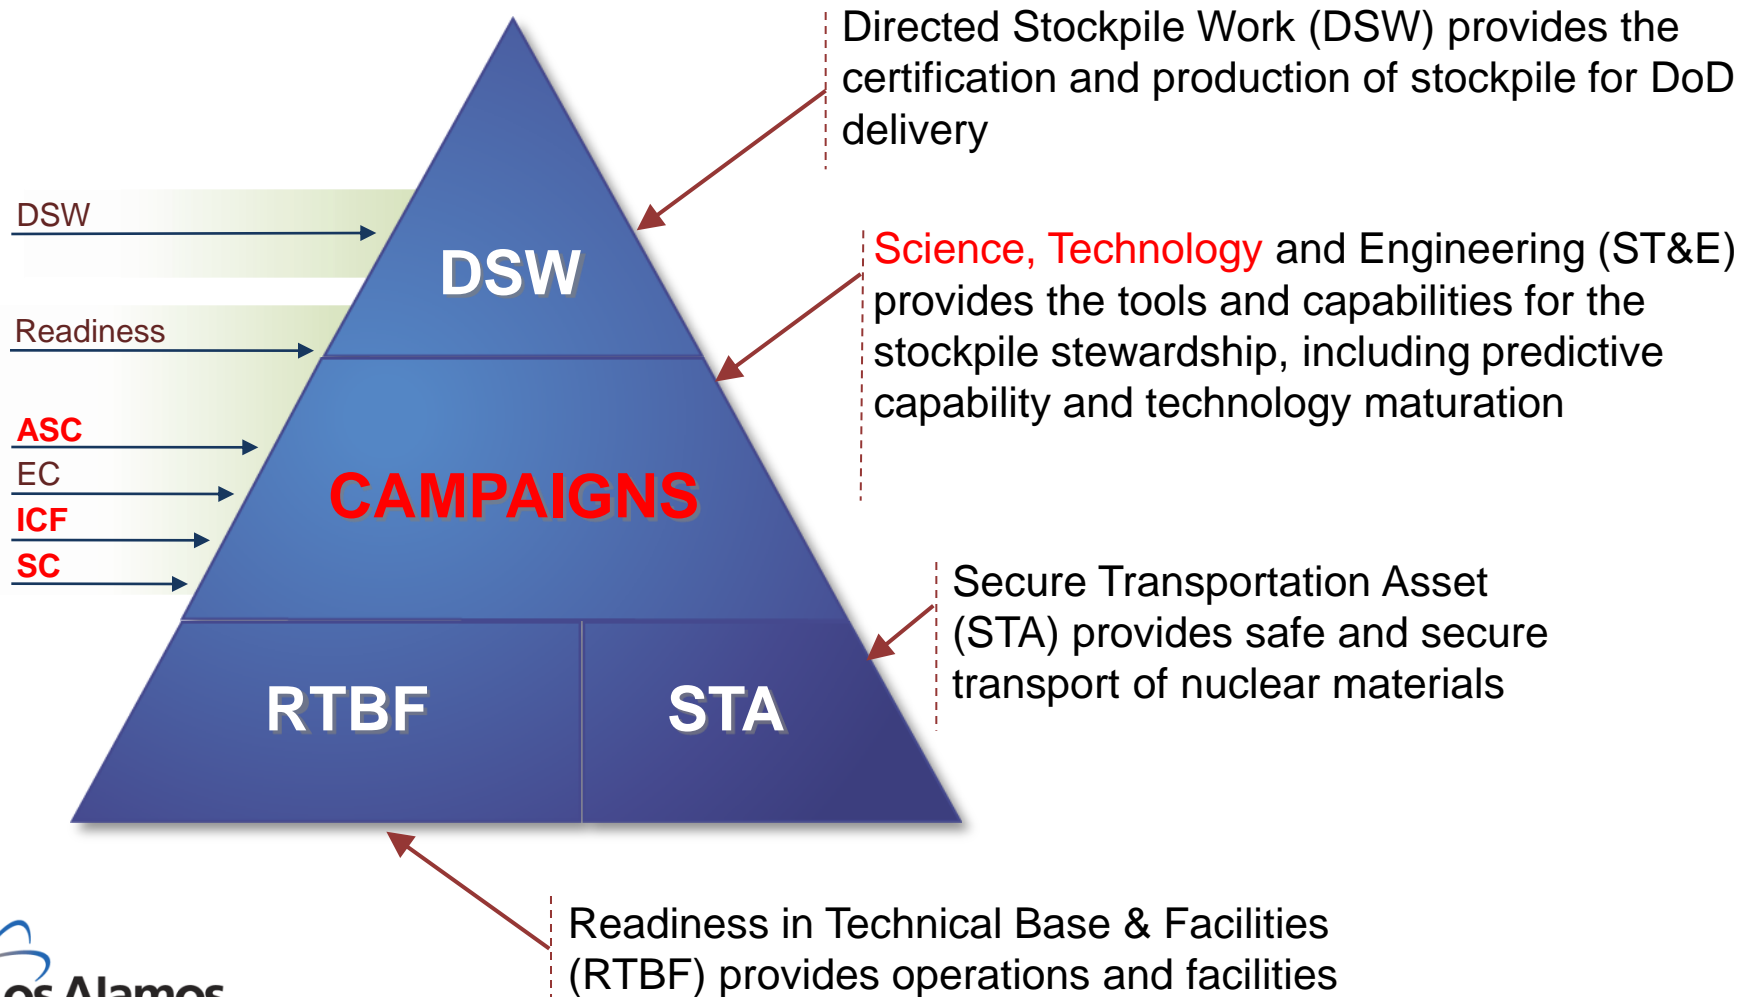 Directed Stockpile Work (DSW) provides the
certification and production of stockpile for DoD
delivery
DSW
DSW
Science, Technology and Engineering (ST&E)
provides the tools and capabilities for the
stockpile stewardship, including predictive
capability and technology maturation
Readiness
ASC
EC
ICF
SC
CAMPAIGNS
Secure Transportation Asset
(STA) provides safe and secure
transport of nuclear materials
RTBF
STA
Readiness in Technical Base & Facilities
(RTBF) provides operations and facilities
os Alamos